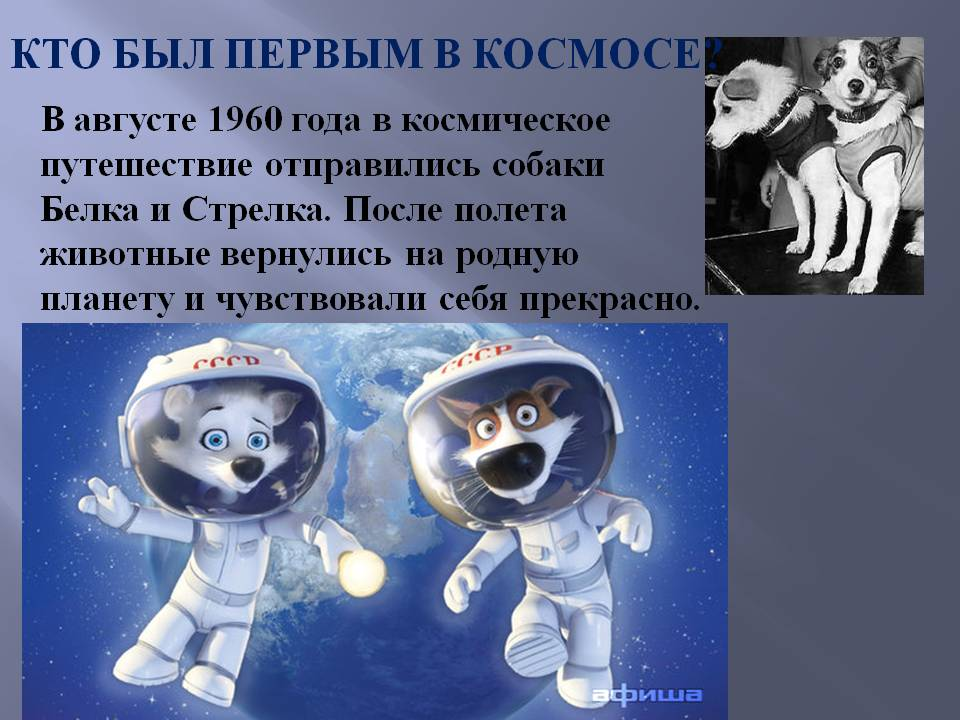 КТО БЫЛ ПЕРВЫМ В КОСМОСЕ?
В августе 1960 года в космическое
путешествие отправились собаки
Белка и Стрелка. После полета
животные вернулись на родную
планету и чувствовали себя прекрасно.
СССР
СССР
афиша